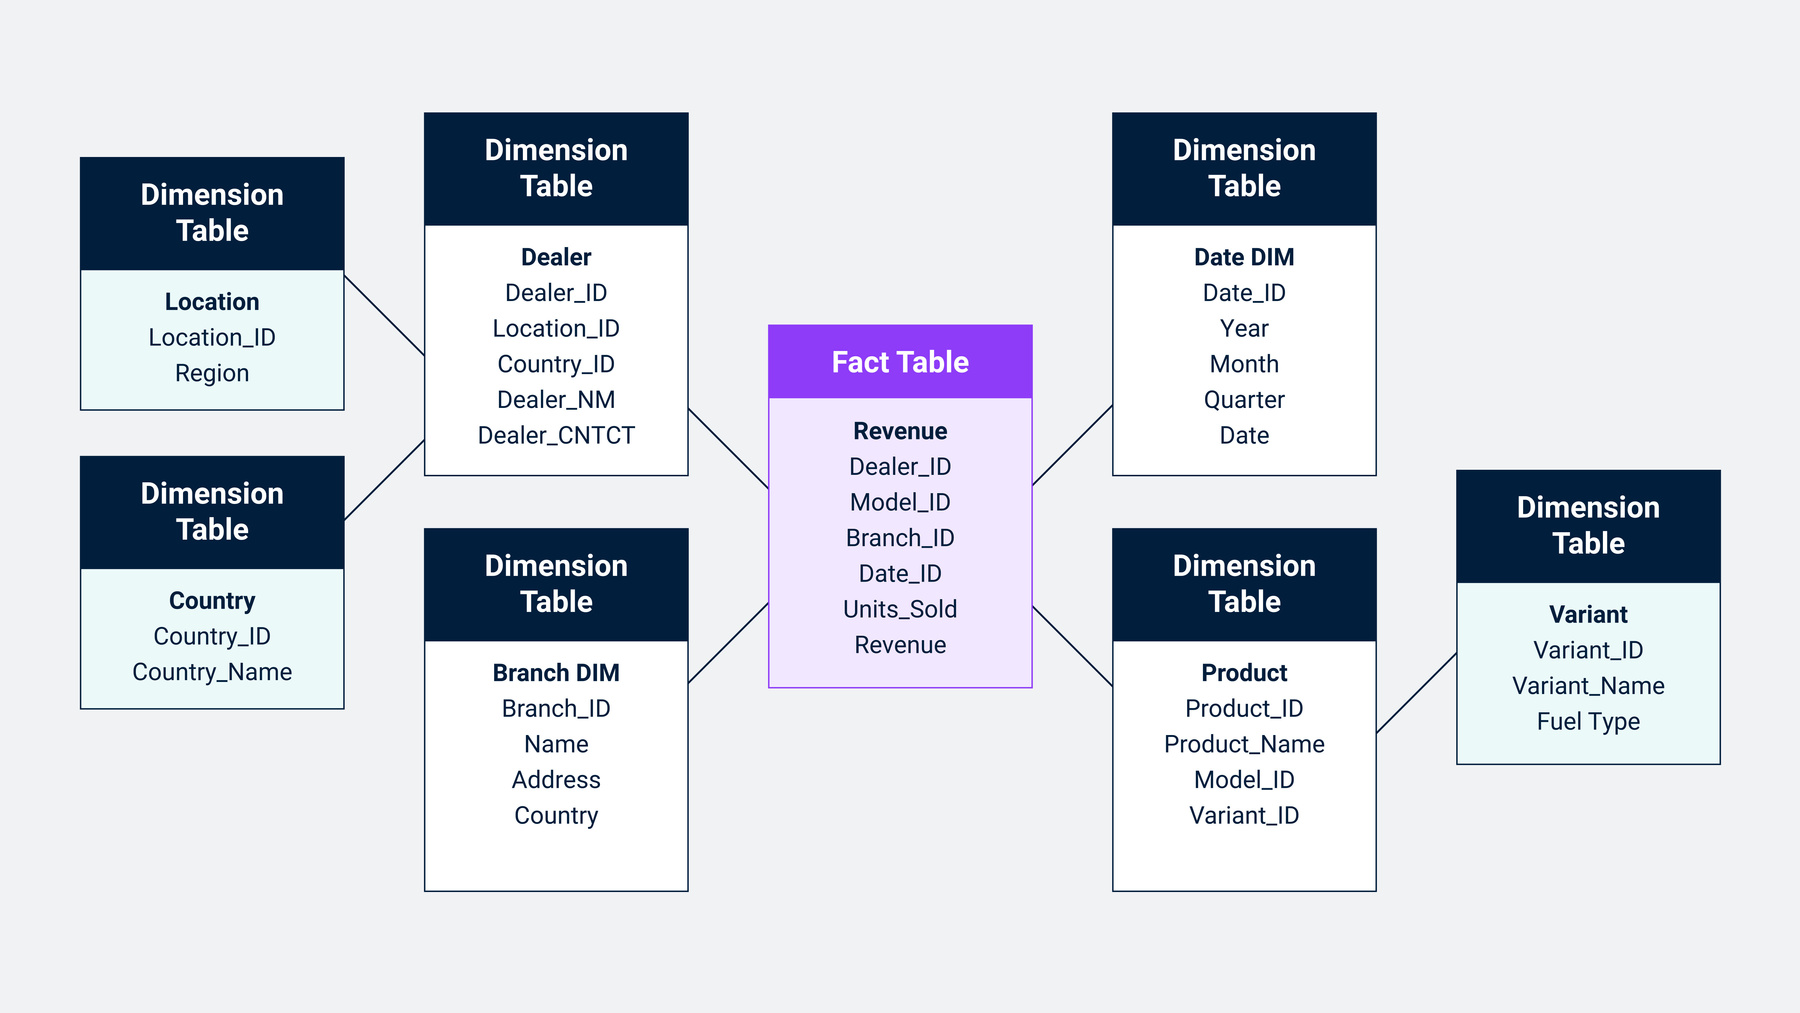 Dimension
Table
Location
Location_ID
Region
Dimension
Table
Country
Country_ID
Country_Name
Dimension
Table
Dealer
Dealer_ID
Location_ID
Country_ID
Dealer_NM
Dealer_CNTCT
Dimension
Table
Branch DIM
Branch_ID
Name
Address
Country
Fact Table
Revenue
Dealer_ID
Model_ID
Branch_ID
Date_ID
Units_Sold
Revenue
Dimension
Table
Date DIM
Date_ID
Year
Month
Quarter
Date
Dimension
Table
Product
Product_ID
Product_Name
Model_ID
Variant_ID
Dimension
Table
Variant
Variant_ID
Variant_Name
Fuel Type